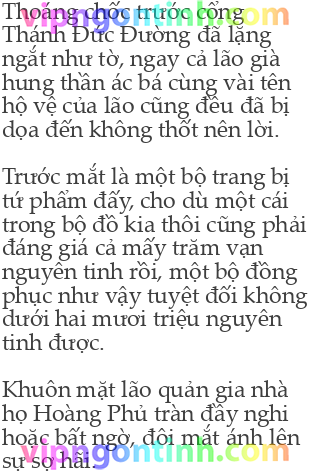 vipngontinh.com
Thoáng chốc trước cổng
Thánh Đức Đường đã lặng
ngắt như tờ, ngay cả lão già
hung thần ác bá cùng vài tên
hộ vệ của lão cũng đều đã bị
dọa đến không thốt nên lời.
Trước mắt là một bộ trang bị
tứ phẩm đấy, cho dù một cái
trong bộ đồ kia thôi cũng phải
đáng giá cả mấy trăm vạn
nguyên tinh rồi, một bộ đồng
phục như vậy tuyệt đối không
dưới hai mươi triệu nguyên
tinh được.
Khuôn mặt lão quản gia nhà
họ Hoàng Phủ tràn đầy nghi
hoặc bất ngờ, đôi mắt ánh lên
sự sợ hãi.
vipngontinh.com